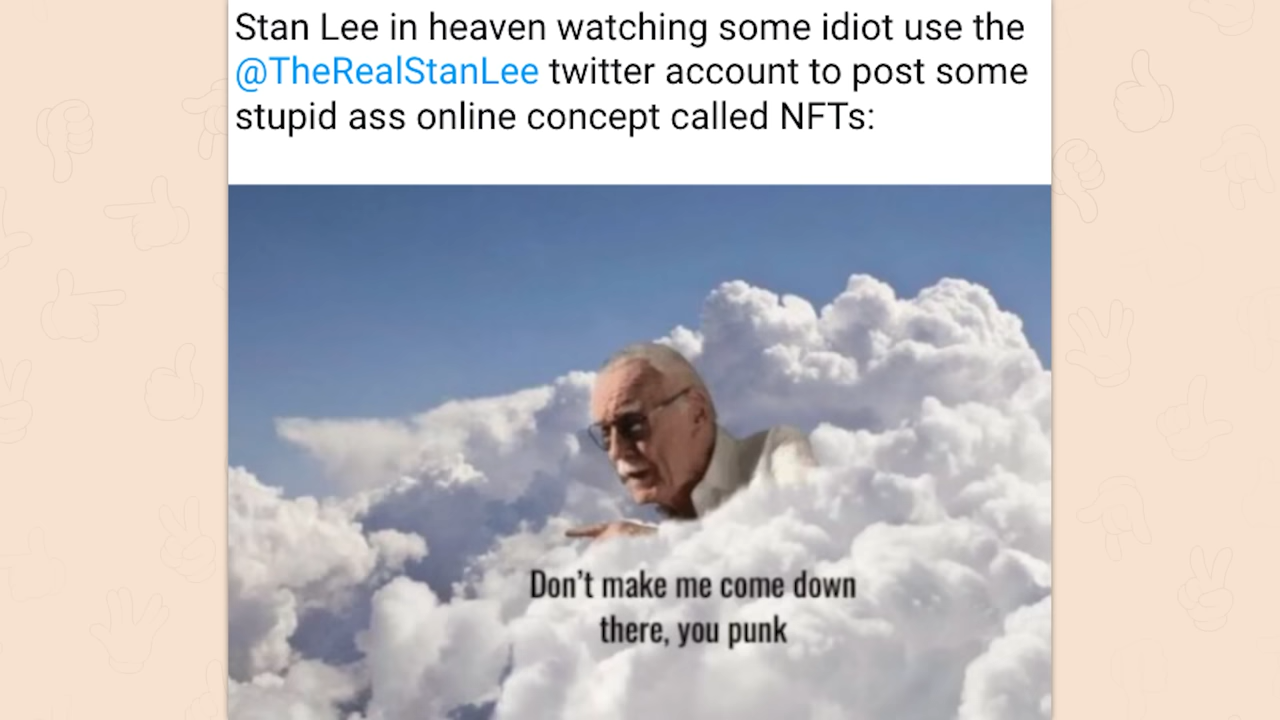 Stan Lee in heaven watching some idiot use the
@TheRealStanLee twitter account to post some
stupid ass online concept called NFTs:
Don't make me come down
there, you punk